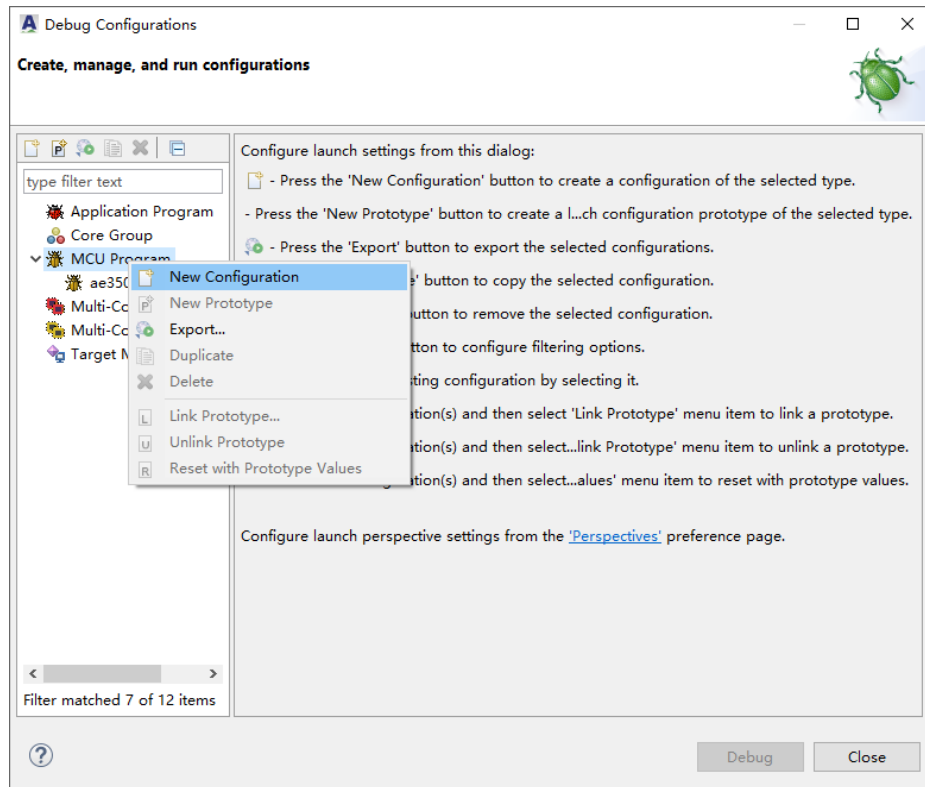 Debug Configurations
Create, manage, and run configurations
type filter text
Application Program
Core Group
MCU Program
ae350
Multi-Co
Multi-Co
Target M
New Configuration
New Prototype
Export...
Duplicate
Delete
Link Prototype...
Unlink Prototype
Reset with Prototype Values
Filter matched 7 of 12 items
Configure launch settings from this dialog:
- Press the 'New Configuration' button to create a configuration of the selected type.
- Press the 'New Prototype' button to create a l...ch configuration prototype of the selected type.
- Press the 'Export' button to export the selected configurations.
e' button to copy the selected configuration.
utton to remove the selected configuration.
tton to configure filtering options.
ting configuration by selecting it.
ation(s) and then select 'Link Prototype' menu item to link a prototype.
ation(s) and then select...link Prototype' menu item to unlink a prototype.
ation(s) and then select...alues' menu item to reset with prototype values.
Configure launch perspective settings from the 'Perspectives' preference page.
Debug
Close